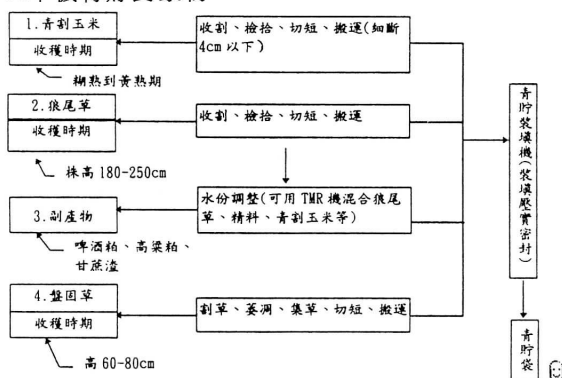 1.青割玉米
收穫時期
糊熟到黃熟期
收割、檢拾、切短、搬運(細斷
4cm以下)
2.狼尾草
收穫時期
株高180-250cm
收割、檢拾、切短、搬運
3.副產物
啤酒粕、高粱粕、
甘蔗渣
水份調整(可用TMR機混合狼尾
草、精料、青割玉米等)
4.盤固草
收穫時期
高60-80cm
割草、萎凋、集草、切短、搬運
青貯裝填機(裝填壓實密封)
青貯袋